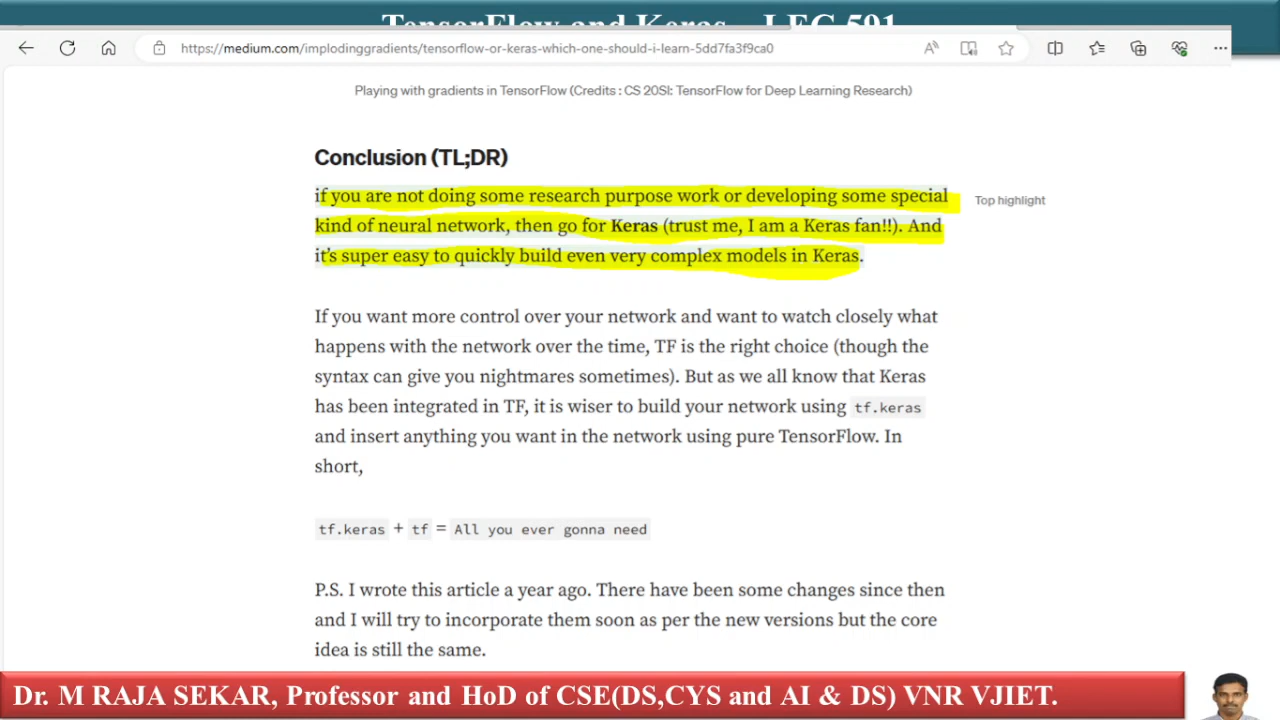 TensorFlow and Keras – LEC 591
https://medium.com/implodinggradients/tensorflow-or-keras-which-one-should-i-learn-5dd7fa3f9ca0
Playing with gradients in TensorFlow (Credits : CS 20SI: TensorFlow for Deep Learning Research)
Conclusion (TL;DR)
if you are not doing some research purpose work or developing some special
Top highlight
kind of neural network, then go for Keras (trust me, I am a Keras fan!!). And
it's super easy to quickly build even very complex models in Keras.
If you want more control over your network and want to watch closely what
happens with the network over the time, TF is the right choice (though the
syntax can give you nightmares sometimes). But as we all know that Keras
has been integrated in TF, it is wiser to build your network using tf.keras
and insert anything you want in the network using pure TensorFlow. In
short,
tf.keras + tf = All you ever gonna need
P.S. I wrote this article a year ago. There have been some changes since then
and I will try to incorporate them soon as per the new versions but the core
idea is still the same.
Dr. M RAJA SEKAR, Professor and HoD of CSE(DS,CYS and AI & DS) VNR VJIET.